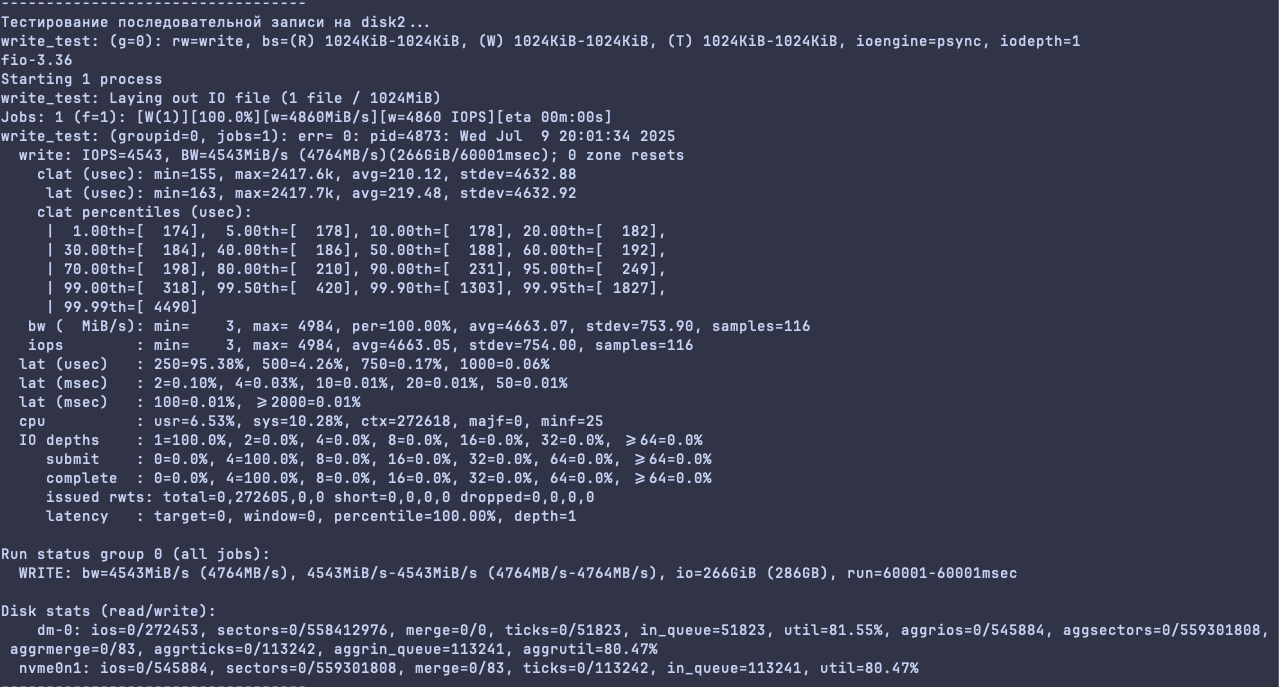 ----------------------------------
Тестирование последовательной записи на disk2...
write_test: (g=0): rw=write, bs=(R) 1024KiB-1024KiB, (W) 1024KiB-1024KiB, (T) 1024KiB-1024KiB, ioengine=psync, iodepth=1
fio-3.36
Starting 1 process
write_test: Laying out IO file (1 file / 1024MiB)
Jobs: 1 (f=1): [W(1)][100.0%][w=4860MiB/s][w=4860 IOPS][eta 00m:00s]
write_test: (groupid=0, jobs=1): err= 0: pid=4873: Wed Jul  9 20:01:34 2025
  write: IOPS=4543, BW=4543MiB/s (4764MB/s)(266GiB/60001msec); 0 zone resets
    clat (usec): min=155, max=2417.6k, avg=210.12, stdev=4632.88
     lat (usec): min=163, max=2417.7k, avg=219.48, stdev=4632.92
    clat percentiles (usec):
     |  1.00th=[  174],  5.00th=[  178], 10.00th=[  178], 20.00th=[  182],
     | 30.00th=[  184], 40.00th=[  186], 50.00th=[  188], 60.00th=[  192],
     | 70.00th=[  198], 80.00th=[  210], 90.00th=[  231], 95.00th=[  249],
     | 99.00th=[  318], 99.50th=[  420], 99.90th=[ 1303], 99.95th=[ 1827],
     | 99.99th=[ 4490]
   bw (  MiB/s): min=    3, max= 4984, per=100.00%, avg=4663.07, stdev=753.90, samples=116
   iops        : min=    3, max= 4984, avg=4663.05, stdev=754.00, samples=116
  lat (usec)   : 250=95.38%, 500=4.26%, 750=0.17%, 1000=0.06%
  lat (msec)   : 2=0.10%, 4=0.03%, 10=0.01%, 20=0.01%, 50=0.01%
  lat (msec)   : 100=0.01%, >=2000=0.01%
  cpu          : usr=6.53%, sys=10.28%, ctx=272618, majf=0, minf=25
  IO depths    : 1=100.0%, 2=0.0%, 4=0.0%, 8=0.0%, 16=0.0%, 32=0.0%, >=64=0.0%
     submit    : 0=0.0%, 4=100.0%, 8=0.0%, 16=0.0%, 32=0.0%, 64=0.0%, >=64=0.0%
     complete  : 0=0.0%, 4=100.0%, 8=0.0%, 16=0.0%, 32=0.0%, 64=0.0%, >=64=0.0%
     issued rwts: total=0,272605,0,0 short=0,0,0,0 dropped=0,0,0,0
     latency   : target=0, window=0, percentile=100.00%, depth=1

Run status group 0 (all jobs):
  WRITE: bw=4543MiB/s (4764MB/s), 4543MiB/s-4543MiB/s (4764MB/s-4764MB/s), io=266GiB (286GB), run=60001-60001msec

Disk stats (read/write):
    dm-0: ios=0/272453, sectors=0/558412976, merge=0/0, ticks=0/51823, in_queue=51823, util=81.55%, aggrios=0/545884, aggsectors=0/559301808,
 aggrmerge=0/83, aggrticks=0/113242, aggrin_queue=113241, aggrutil=80.47%
  nvme0n1: ios=0/545884, sectors=0/559301808, merge=0/83, ticks=0/113242, in_queue=113241, util=80.47%
----------------------------------